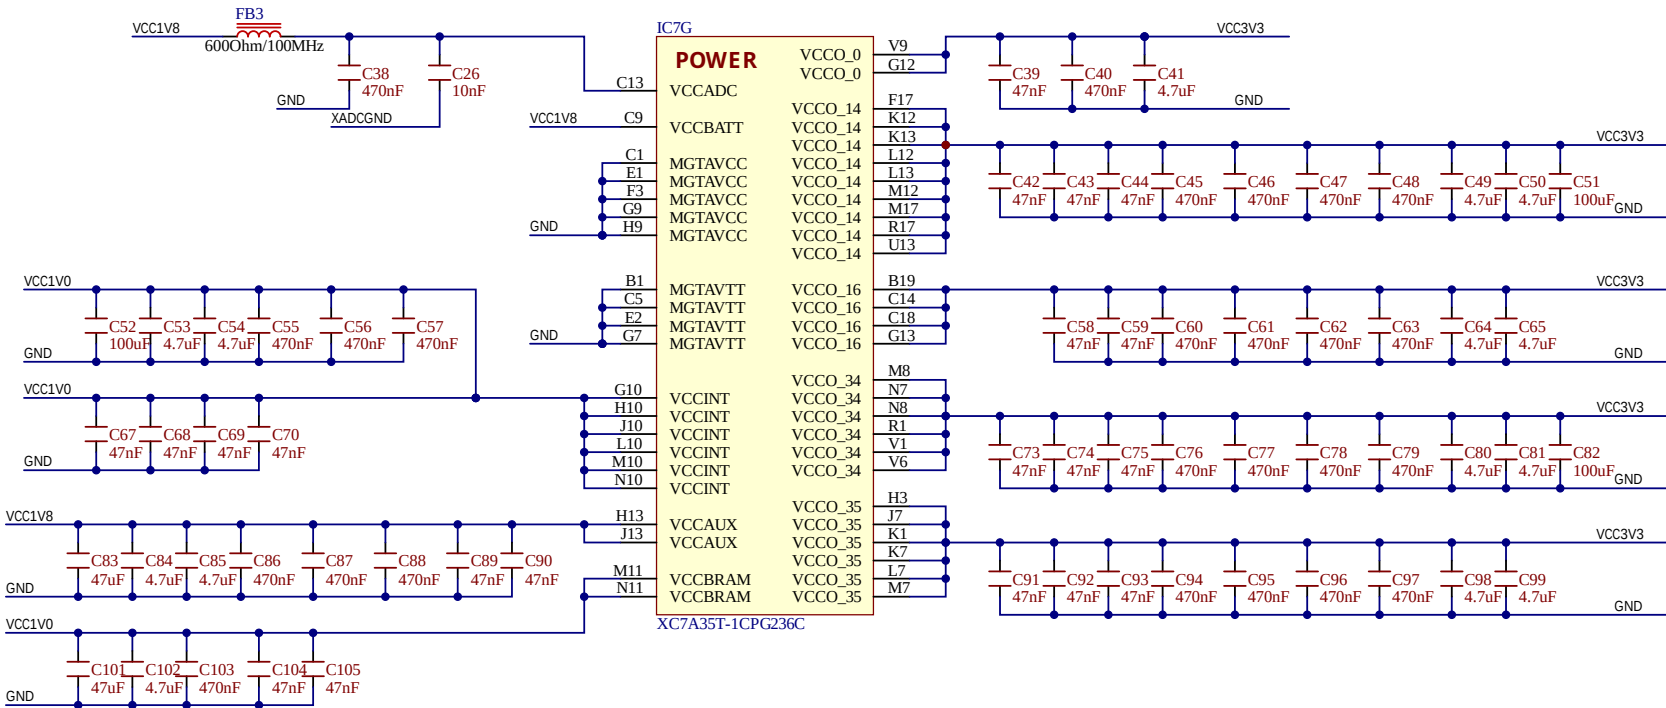 FB3
VCC1V8
600Ohm/100MHz
C38
470nF
C26
10nF
GND
XADCGND
IC7G
POWER
C13 VCCADC
VCC1V8 C9 VCCBATT
C1 MGTAVCC
E1 MGTAVCC
F3 MGTAVCC
G9 MGTAVCC
GND H9 MGTAVCC
B1 MGTAVTT
C5 MGTAVTT
E2 MGTAVTT
GND G7 MGTAVTT
G10 VCCINT
H10 VCCINT
J10 VCCINT
L10 VCCINT
M10 VCCINT
N10 VCCINT
H13 VCCAUX
J13 VCCAUX
M11 VCCBRAM
N11 VCCBRAM
VCCO_0 V9
VCCO_0 G12
VCCO_14 F17
VCCO_14 K12
VCCO_14 K13
VCCO_14 L12
VCCO_14 L13
VCCO_14 M12
VCCO_14 M17
VCCO_14 R17
VCCO_14 U13
VCCO_16 B19
VCCO_16 C14
VCCO_16 C18
VCCO_16 G13
VCCO_34 M8
VCCO_34 N7
VCCO_34 N8
VCCO_34 R1
VCCO_34 V1
VCCO_34 V6
VCCO_35 H3
VCCO_35 J7
VCCO_35 K1
VCCO_35 K7
VCCO_35 L7
VCCO_35 M7
XC7A35T-1CPG236C
VCC1V0
C52 C53 C54 C55 C56 C57
100uF 4.7uF 4.7uF 470nF 470nF 470nF
GND
VCC1V0
C67 C68 C69 C70
47nF 47nF 47nF 47nF
GND
VCC1V8
C83 C84 C85 C86 C87 C88 C89 C90
47uF 4.7uF 4.7uF 470nF 470nF 470nF 47nF 47nF
GND
VCC1V0
C101 C102 C103 C104 C105
47uF 4.7uF 470nF 47nF 47nF
GND
VCC3V3
C39 C40 C41
47nF 470nF 4.7uF
GND
VCC3V3
C42 C43 C44 C45 C46 C47 C48 C49 C50 C51
47nF 47nF 47nF 470nF 470nF 470nF 470nF 4.7uF 4.7uF 100uF
GND
VCC3V3
C58 C59 C60 C61 C62 C63 C64 C65
47nF 47nF 470nF 470nF 470nF 470nF 4.7uF 4.7uF
GND
VCC3V3
C73 C74 C75 C76 C77 C78 C79 C80 C81 C82
47nF 47nF 47nF 470nF 470nF 470nF 470nF 4.7uF 4.7uF 100uF
GND
VCC3V3
C91 C92 C93 C94 C95 C96 C97 C98 C99
47nF 47nF 47nF 470nF 470nF 470nF 470nF 4.7uF 4.7uF
GND